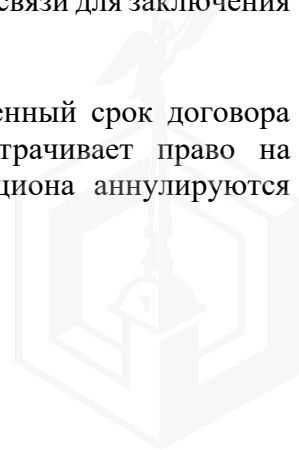 связи для заключения
енный срок договора
трачивает право на
циона аннулируются